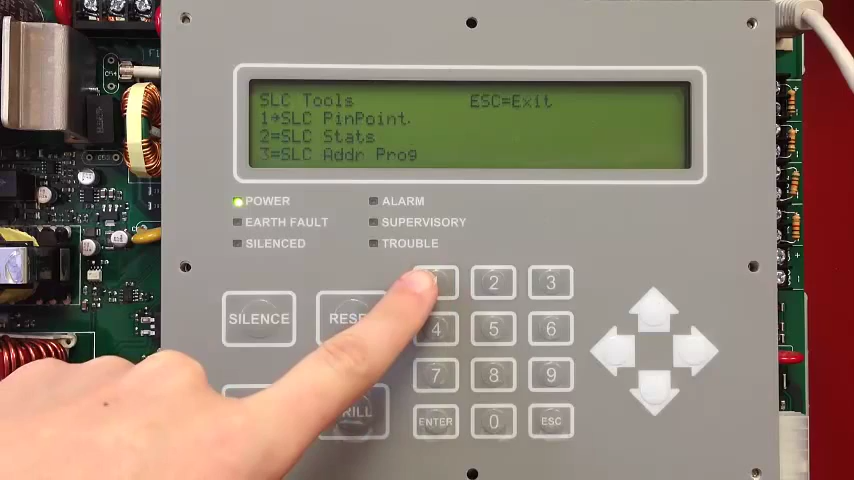 SLC Tools ESC=Exit
1→SLC PinPoint
2=SLC Stats
3=SLC Addr Prog
POWER ALARM
EARTH FAULT SUPERVISORY
SILENCED TROUBLE
2 3
SILENCE
4 5 6
7 8 9
ENTER 0 ESC